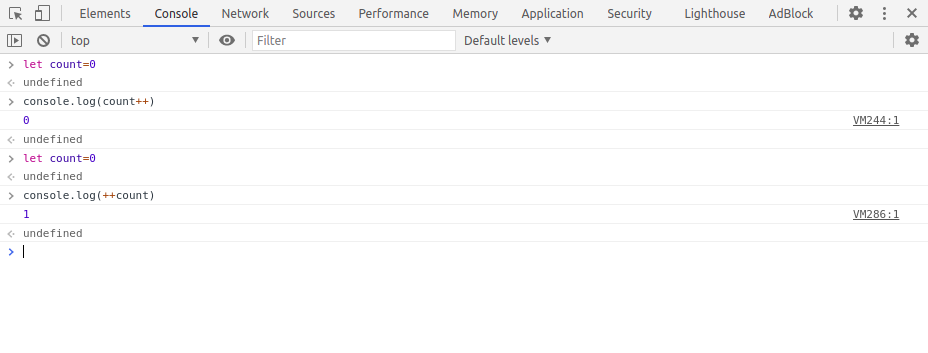 Elements Console Network Sources Performance Memory Application Security Lighthouse AdBlock
top Filter Default levels
let count=0
undefined
console.log(count++)
0 VM244:1
undefined
let count=0
undefined
console.log(++count)
1 VM286:1
undefined